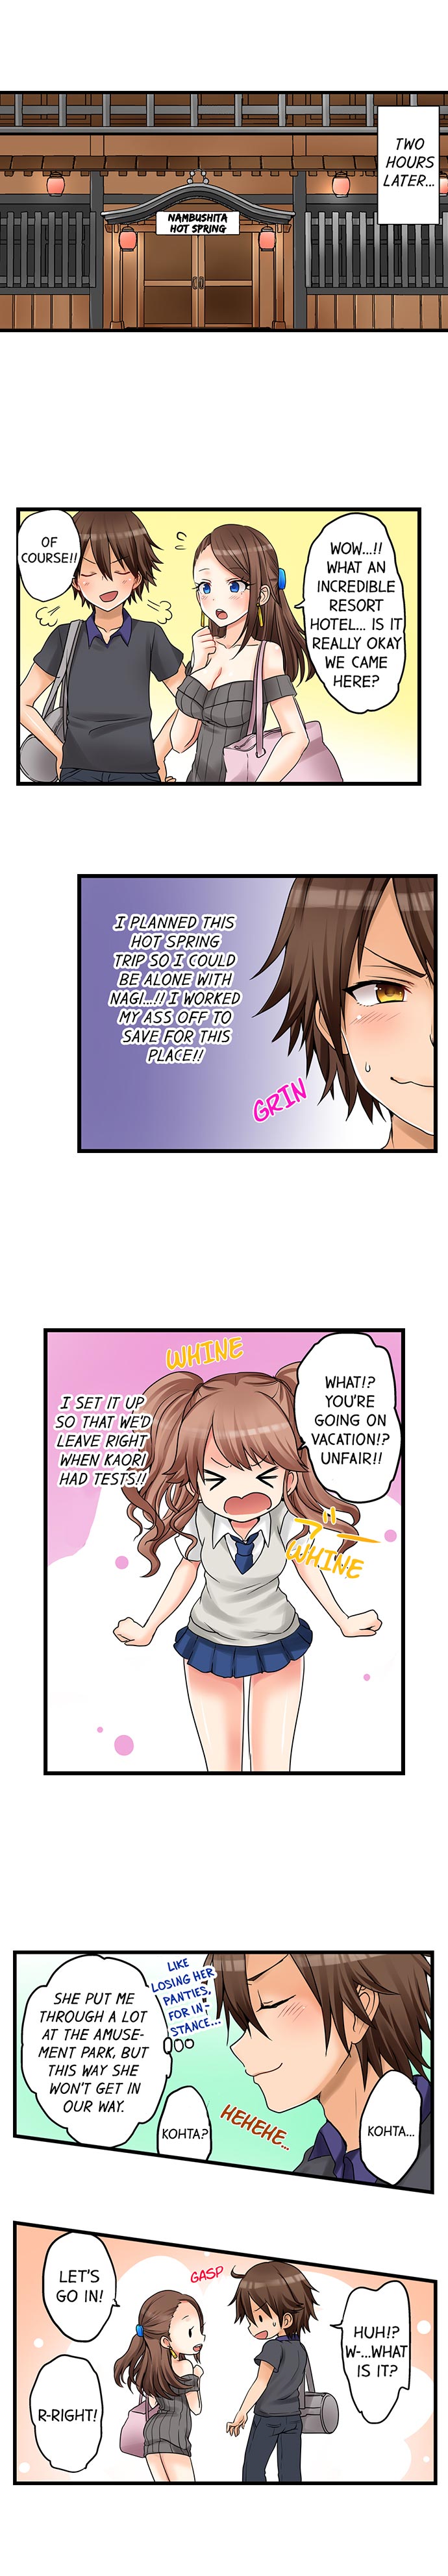 TWO
HOURS
LATER...
NAMBUSHITA
HOT SPRING
OF
COURSE!!
WOW...!!
WHAT AN
INCREDIBLE
RESORT
HOTEL... IS IT
REALLY OKAY
WE CAME
HERE?
I PLANNED THIS
HOT SPRING
TRIP SO I COULD
BE ALONE WITH
NAGI...!! I WORKED
MY ASS OFF TO
SAVE FOR THIS
PLACE!!
GRIN
WHINE
WHAT!?
YOU'RE
GOING ON
VACATION!?
UNFAIR!!
I SET IT UP
SO THAT WE'D
LEAVE RIGHT
WHEN KAORI
HAD TESTS!!
WHINE
LIKE
LOSING HER
PANTIES,
FOR IN-
STANCE...
SHE PUT ME
THROUGH A LOT
AT THE AMUSE-
MENT PARK, BUT
THIS WAY SHE
WON'T GET IN
OUR WAY.
KOHTA?
HEHEHE...
KOHTA...
LET'S
GO IN!
GASP
HUH!?
W-...WHAT
IS IT?
R-RIGHT!